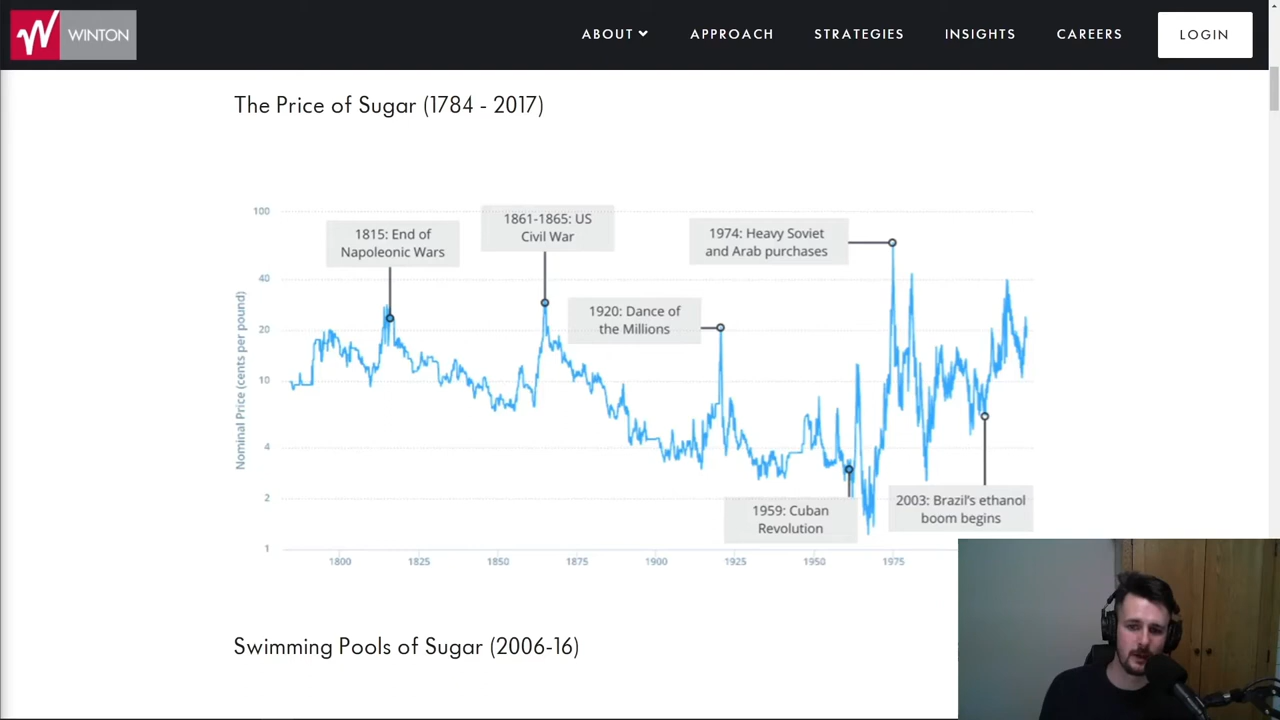 WINTON
ABOUT
APPROACH
STRATEGIES
INSIGHTS
CAREERS
LOGIN
The Price of Sugar (1784 - 2017)
Nominal Price (cents per pound)
100
40
20
10
4
2
1
1815: End of
Napoleonic Wars
1861-1865: US
Civil War
1920: Dance of
the Millions
1974: Heavy Soviet
and Arab purchases
1959: Cuban
Revolution
2003: Brazil's ethanol
boom begins
1800
1825
1850
1875
1900
1925
1950
1975
Swimming Pools of Sugar (2006-16)